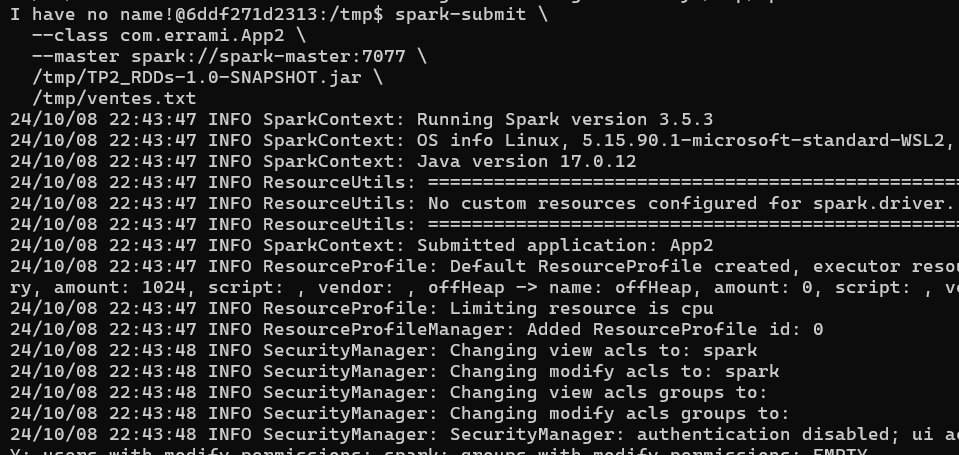 I have no name!@6ddf271d2313:/tmp$ spark-submit \
--class com.errami.App2 \
--master spark://spark-master:7077 \
/tmp/TP2_RDDs-1.0-SNAPSHOT.jar \
/tmp/ventes.txt
24/10/08 22:43:47 INFO SparkContext: Running Spark version 3.5.3
24/10/08 22:43:47 INFO SparkContext: OS info Linux, 5.15.90.1-microsoft-standard-WSL2,
24/10/08 22:43:47 INFO SparkContext: Java version 17.0.12
24/10/08 22:43:47 INFO ResourceUtils: ==================================================
24/10/08 22:43:47 INFO ResourceUtils: No custom resources configured for spark.driver.
24/10/08 22:43:47 INFO ResourceUtils: ==================================================
24/10/08 22:43:47 INFO SparkContext: Submitted application: App2
24/10/08 22:43:47 INFO ResourceProfile: Default ResourceProfile created, executor resou
ry, amount: 1024, script: , vendor: , offHeap -> name: offHeap, amount: 0, script: , v
24/10/08 22:43:47 INFO ResourceProfile: Limiting resource is cpu
24/10/08 22:43:47 INFO ResourceProfileManager: Added ResourceProfile id: 0
24/10/08 22:43:48 INFO SecurityManager: Changing view acls to: spark
24/10/08 22:43:48 INFO SecurityManager: Changing modify acls to: spark
24/10/08 22:43:48 INFO SecurityManager: Changing view acls groups to:
24/10/08 22:43:48 INFO SecurityManager: Changing modify acls groups to:
24/10/08 22:43:48 INFO SecurityManager: SecurityManager: authentication disabled; ui a
Y; users with modify permissions: spark; groups with modify permissions: EMPTY